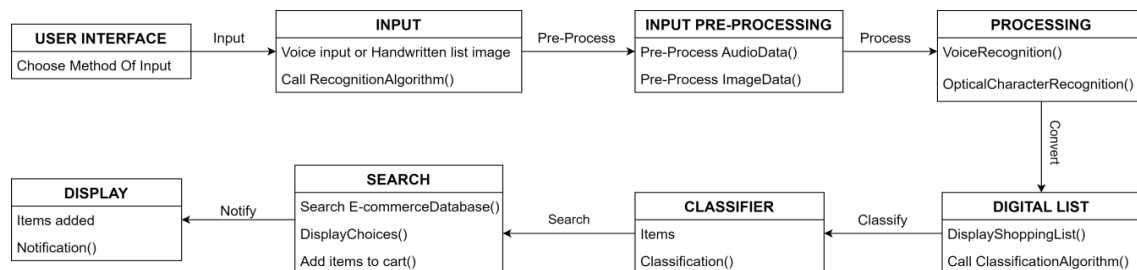 USER INTERFACE
Choose Method Of Input
Input
INPUT
Voice input or Handwritten list image
Call RecognitionAlgorithm()
Pre-Process
INPUT PRE-PROCESSING
Pre-Process AudioData()
Pre-Process ImageData()
Process
PROCESSING
VoiceRecognition()
OpticalCharacterRecognition()
Convert
DIGITAL LIST
DisplayShoppingList()
Call ClassificationAlgorithm()
Classify
CLASSIFIER
Items
Classification()
Search
SEARCH
Search E-commerceDatabase()
DisplayChoices()
Add items to cart()
Notify
DISPLAY
Items added
Notification()